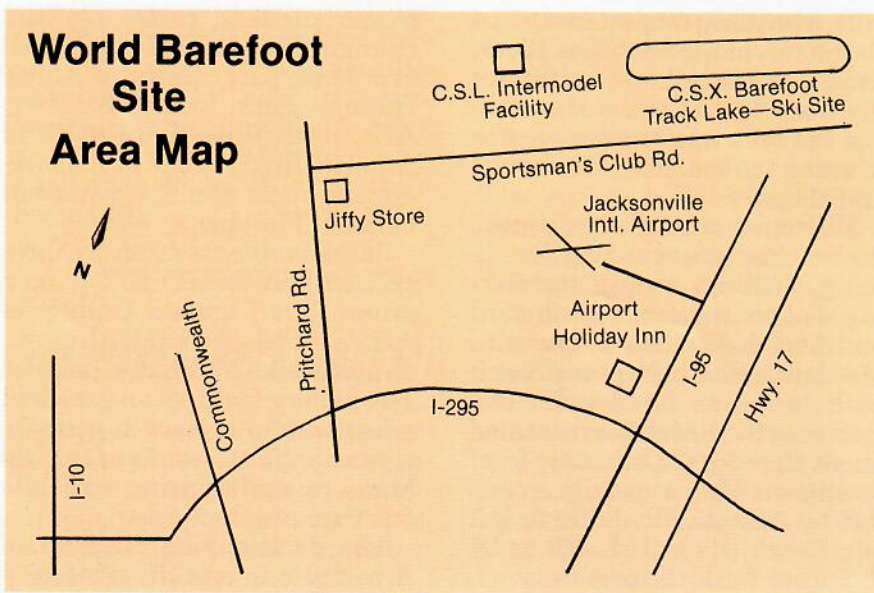 World Barefoot
Site
Area Map
C.S.L. Intermodel
Facility
C.S.X. Barefoot
Track Lake—Ski Site
Sportsman's Club Rd.
Jiffy Store
Jacksonville
Intl. Airport
N
Pritchard Rd.
Commonwealth
Airport
Holiday Inn
I-295
I-95
Hwy. 17
I-10